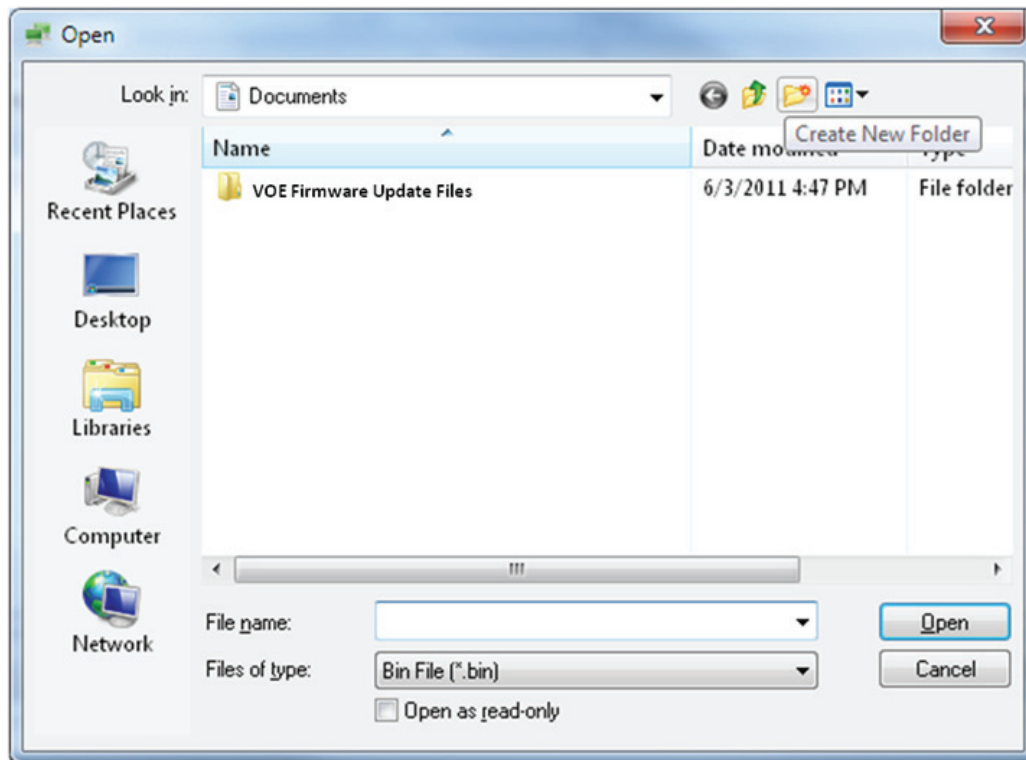 Open
Look in:
Documents
Create New Folder
Name
Date modified
Type
Recent Places
VOE Firmware Update Files
6/3/2011 4:47 PM
File folder
Desktop
Libraries
Computer
Network
File name:
Open
Files of type:
Bin File (*.bin)
Cancel
Open as read-only